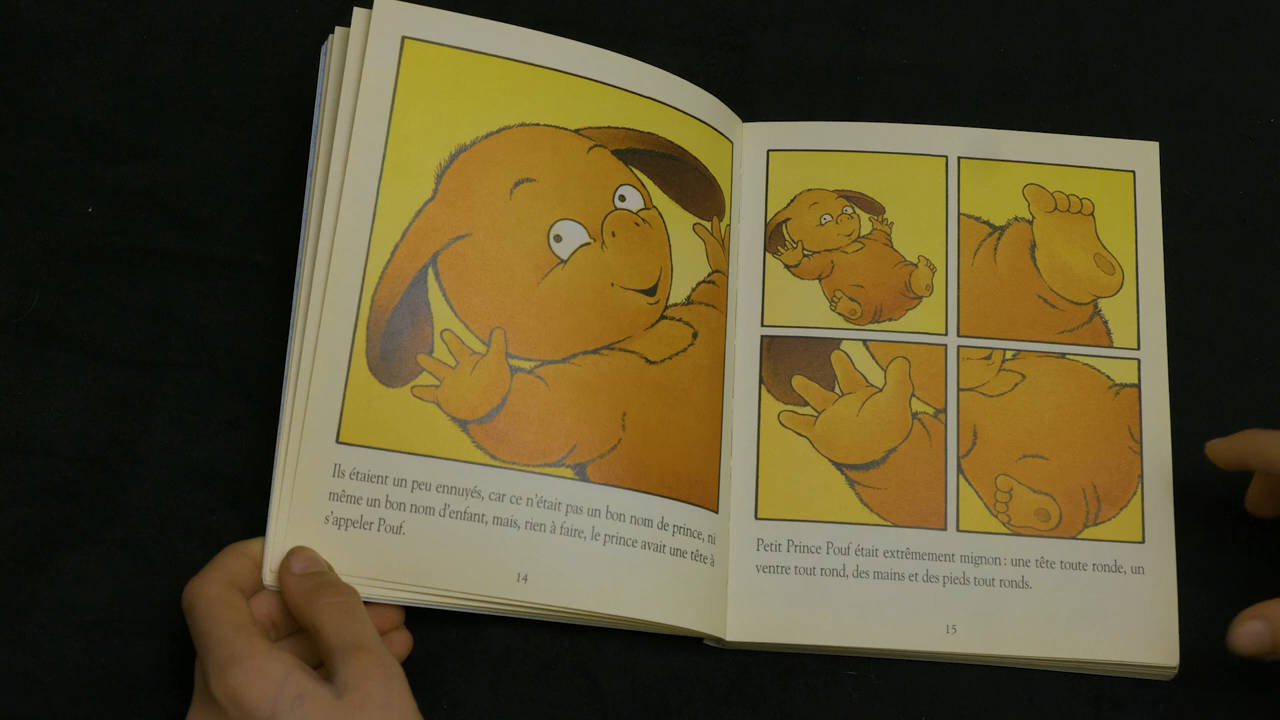 Ils étaient un peu ennuyés, car ce n'était pas un bon nom de prince, ni
même un bon nom d'enfant, mais, rien à faire, le prince avait une tête à
s'appeler Pouf.
14
Petit Prince Pouf était extrêmement mignon : une tête toute ronde, un
ventre tout rond, des mains et des pieds tout ronds.
15